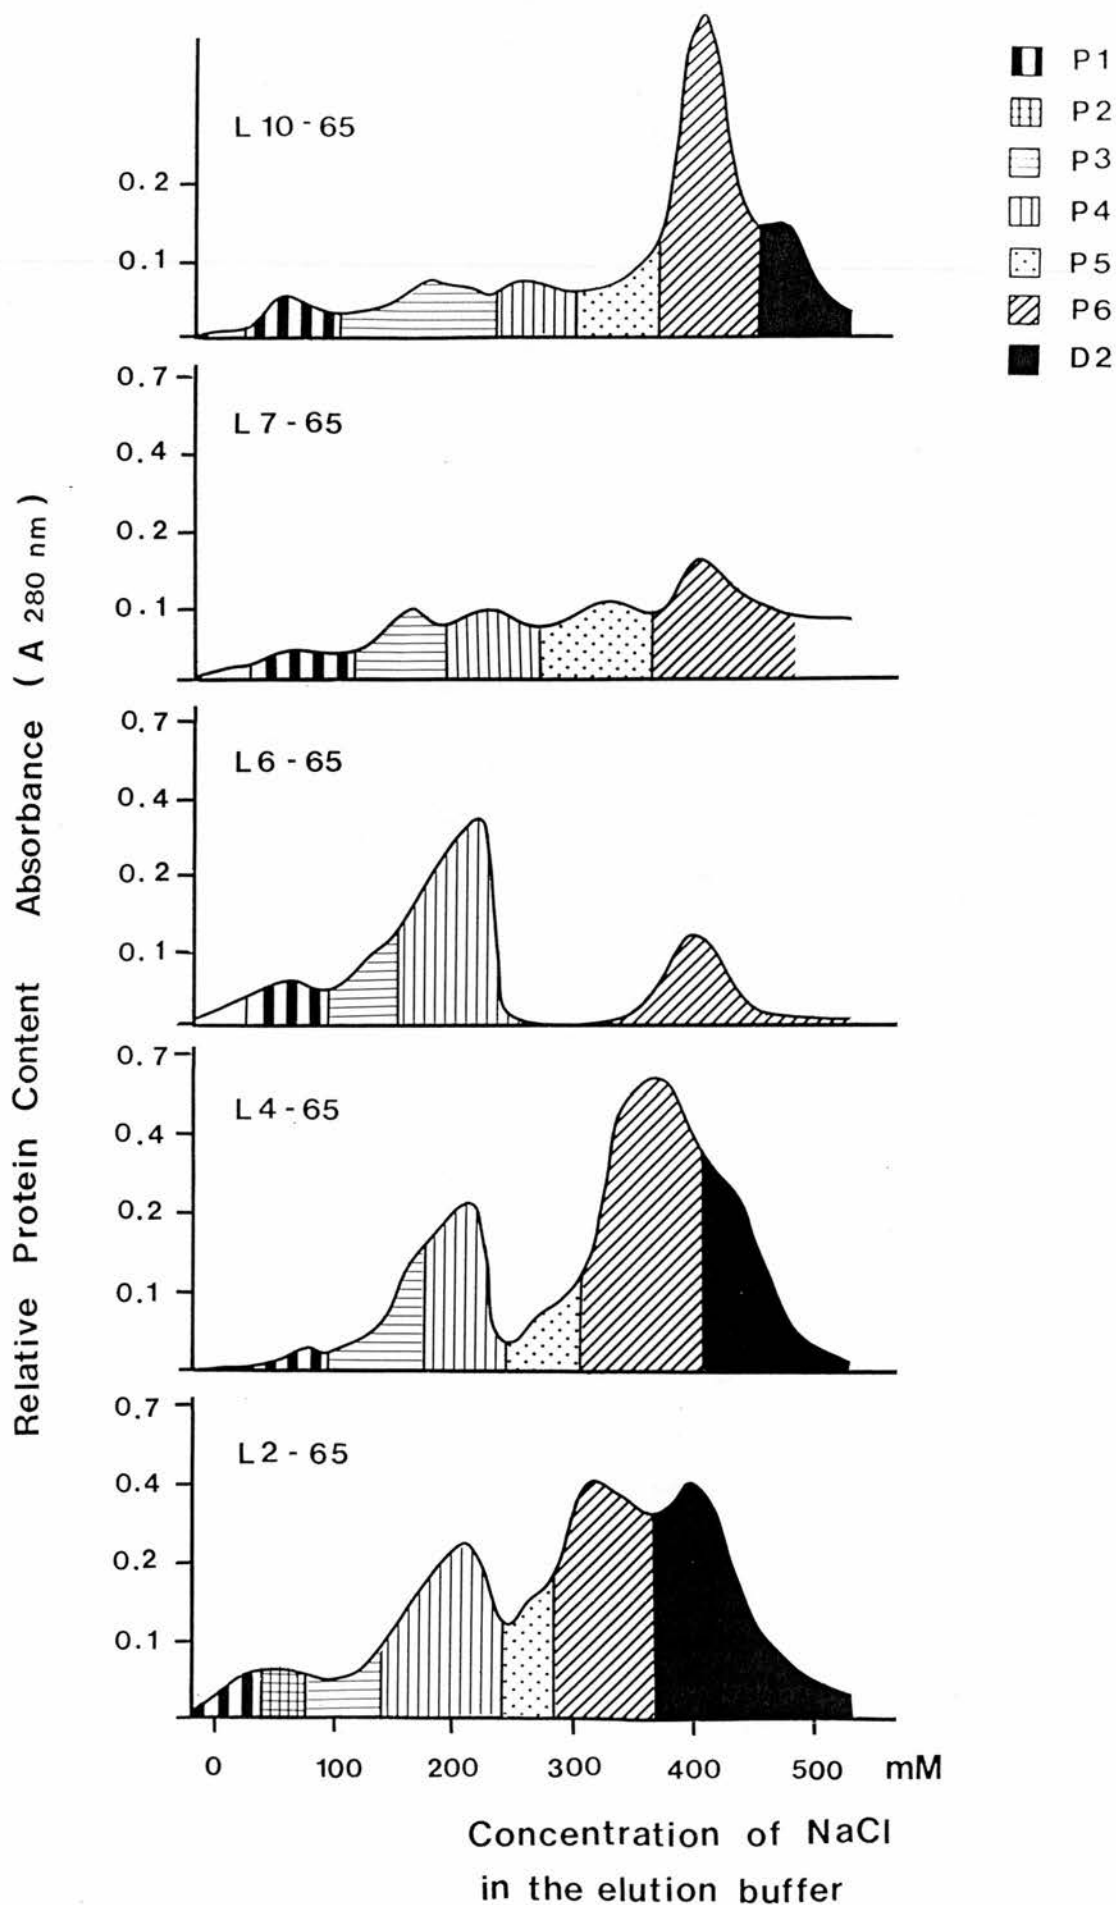 L 10 - 65
0.2
0.1
P1
P2
P3
P4
P5
P6
D2
L 7 - 65
0.7
0.4
0.2
0.1
L 6 - 65
0.7
0.4
0.2
0.1
L 4 - 65
0.7
0.4
0.2
0.1
L 2 - 65
0.7
0.4
0.2
0.1
Relative Protein Content Absorbance ( A 280 nm )
0 100 200 300 400 500 mM
Concentration of NaCl
in the elution buffer